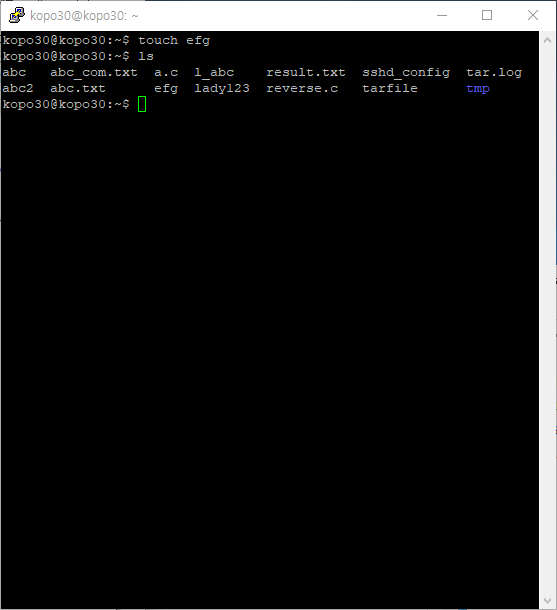 kopo30@kopo30: ~
kopo30@kopo30:~$ touch efg
kopo30@kopo30:~$ ls
abc   abc_com.txt  a.c  l_abc    result.txt  sshd_config  tar.log
abc2  abc.txt      efg  lady123  reverse.c   tarfile      tmp
kopo30@kopo30:~$